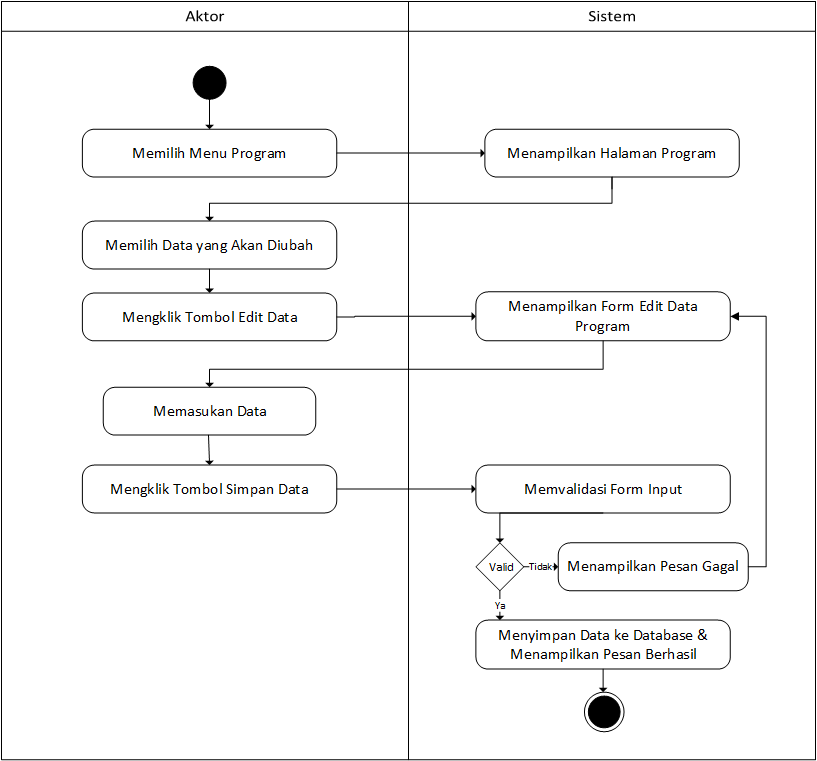 Aktor
Sistem
Memilih Menu Program
Menampilkan Halaman Program
Memilih Data yang Akan Diubah
Mengklik Tombol Edit Data
Menampilkan Form Edit Data
Program
Memasukan Data
Mengklik Tombol Simpan Data
Memvalidasi Form Input
Valid
Tidak
Menampilkan Pesan Gagal
Ya
Menyimpan Data ke Database &
Menampilkan Pesan Berhasil